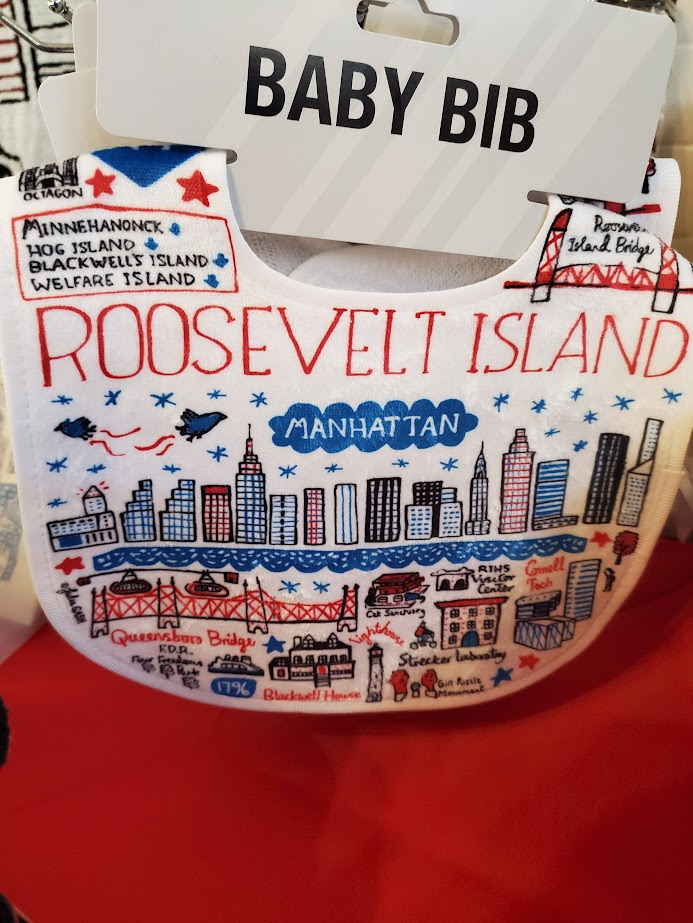 BABY BIB
OCTAGON
MINNEHANONCK
HOG ISLAND
BLACKWELL'S ISLAND
WELFARE ISLAND
Island Bridge
ROOSEVELT ISLAND
MANHATTAN
Queensboro Bridge
F.D.R.
Four Freedoms
Park
1796
Blackwell House
Cat Sanctuary
Lighthouse
RIHS
Visitor
Center
Strecker Laboratory
Girl Puzzle
Monument
Cornell
Tech